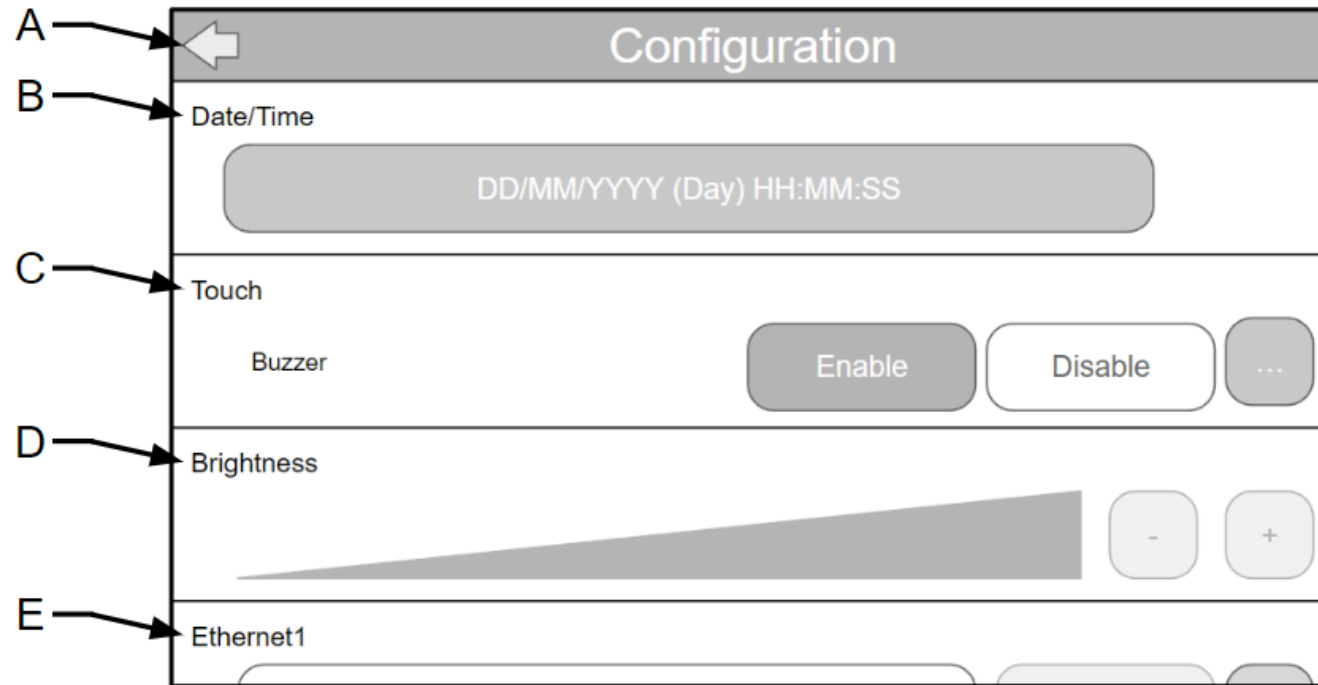 A
Configuration
B
Date/Time
DD/MM/YYYY (Day) HH:MM:SS
C
Touch
Buzzer
Enable
Disable
...
D
Brightness
-
+
E
Ethernet1